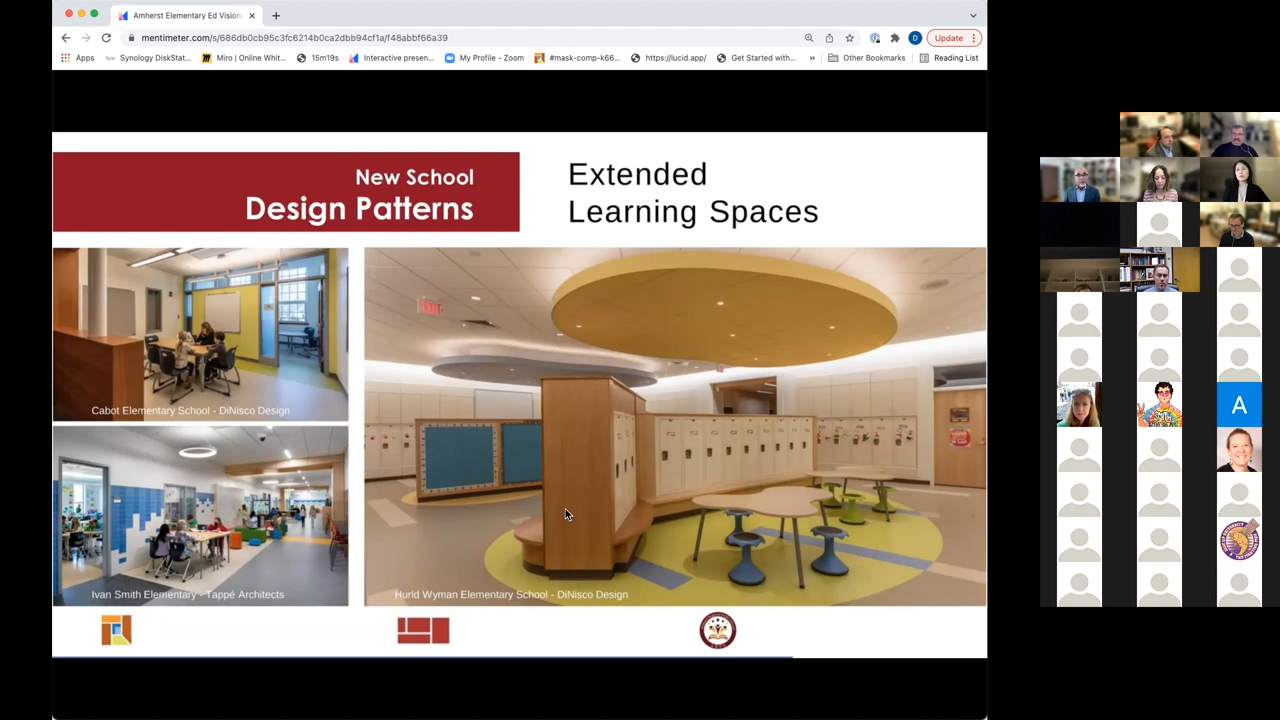 Amherst Elementary Ed Vision
mentimeter.com/s/686db0cb95c3fc6214b0ca2dbb94cf1a/f48abbf66a39
D
Update
Apps
Synology DiskStat...
Miro | Online Whit...
15m19s
Interactive presen...
My Profile - Zoom
#mask-comp-k66...
https://lucid.app/
Get Started with...
»
Other Bookmarks
Reading List
New School
Design Patterns
Extended
Learning Spaces
EXIT
Cabot Elementary School - DiNisco Design
Ivan Smith Elementary - Tappé Architects
Hurld Wyman Elementary School - DiNisco Design
A